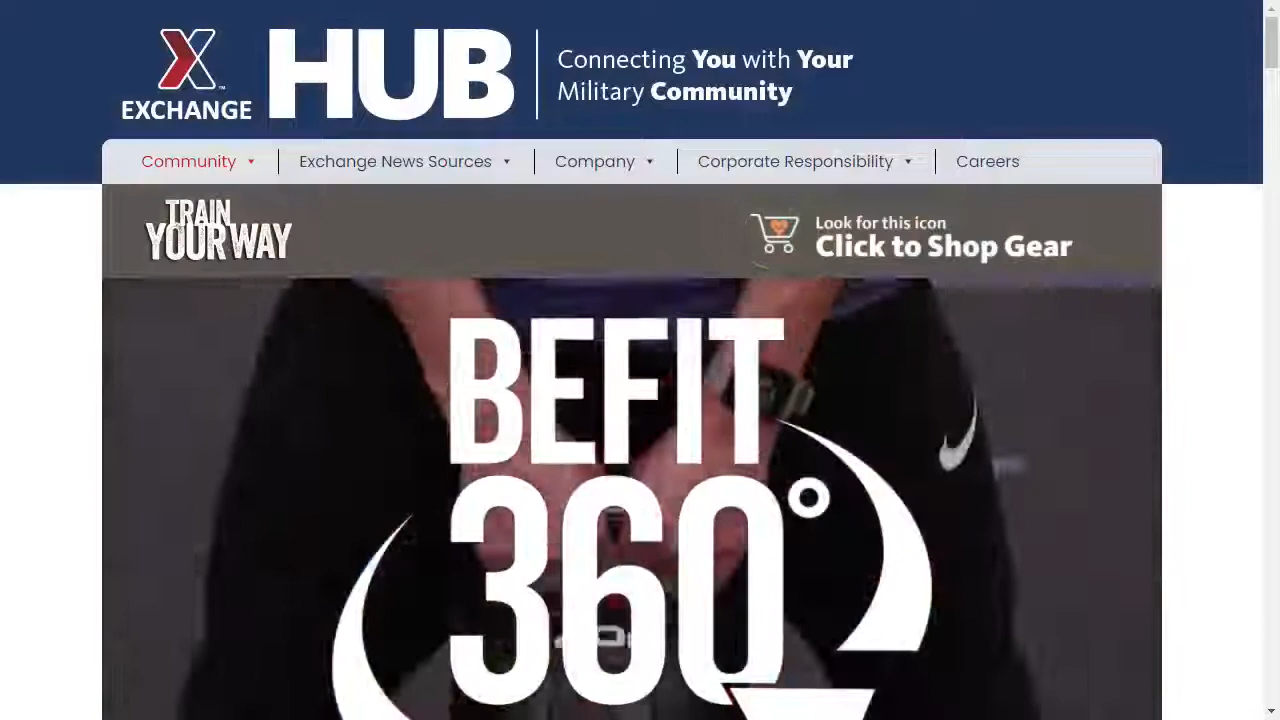 EXCHANGE
HUB
Connecting You with Your
Military Community
Community
Exchange News Sources
Company
Corporate Responsibility
Careers
TRAIN
YOUR WAY
Look for this icon
Click to Shop Gear
BEFIT
360°